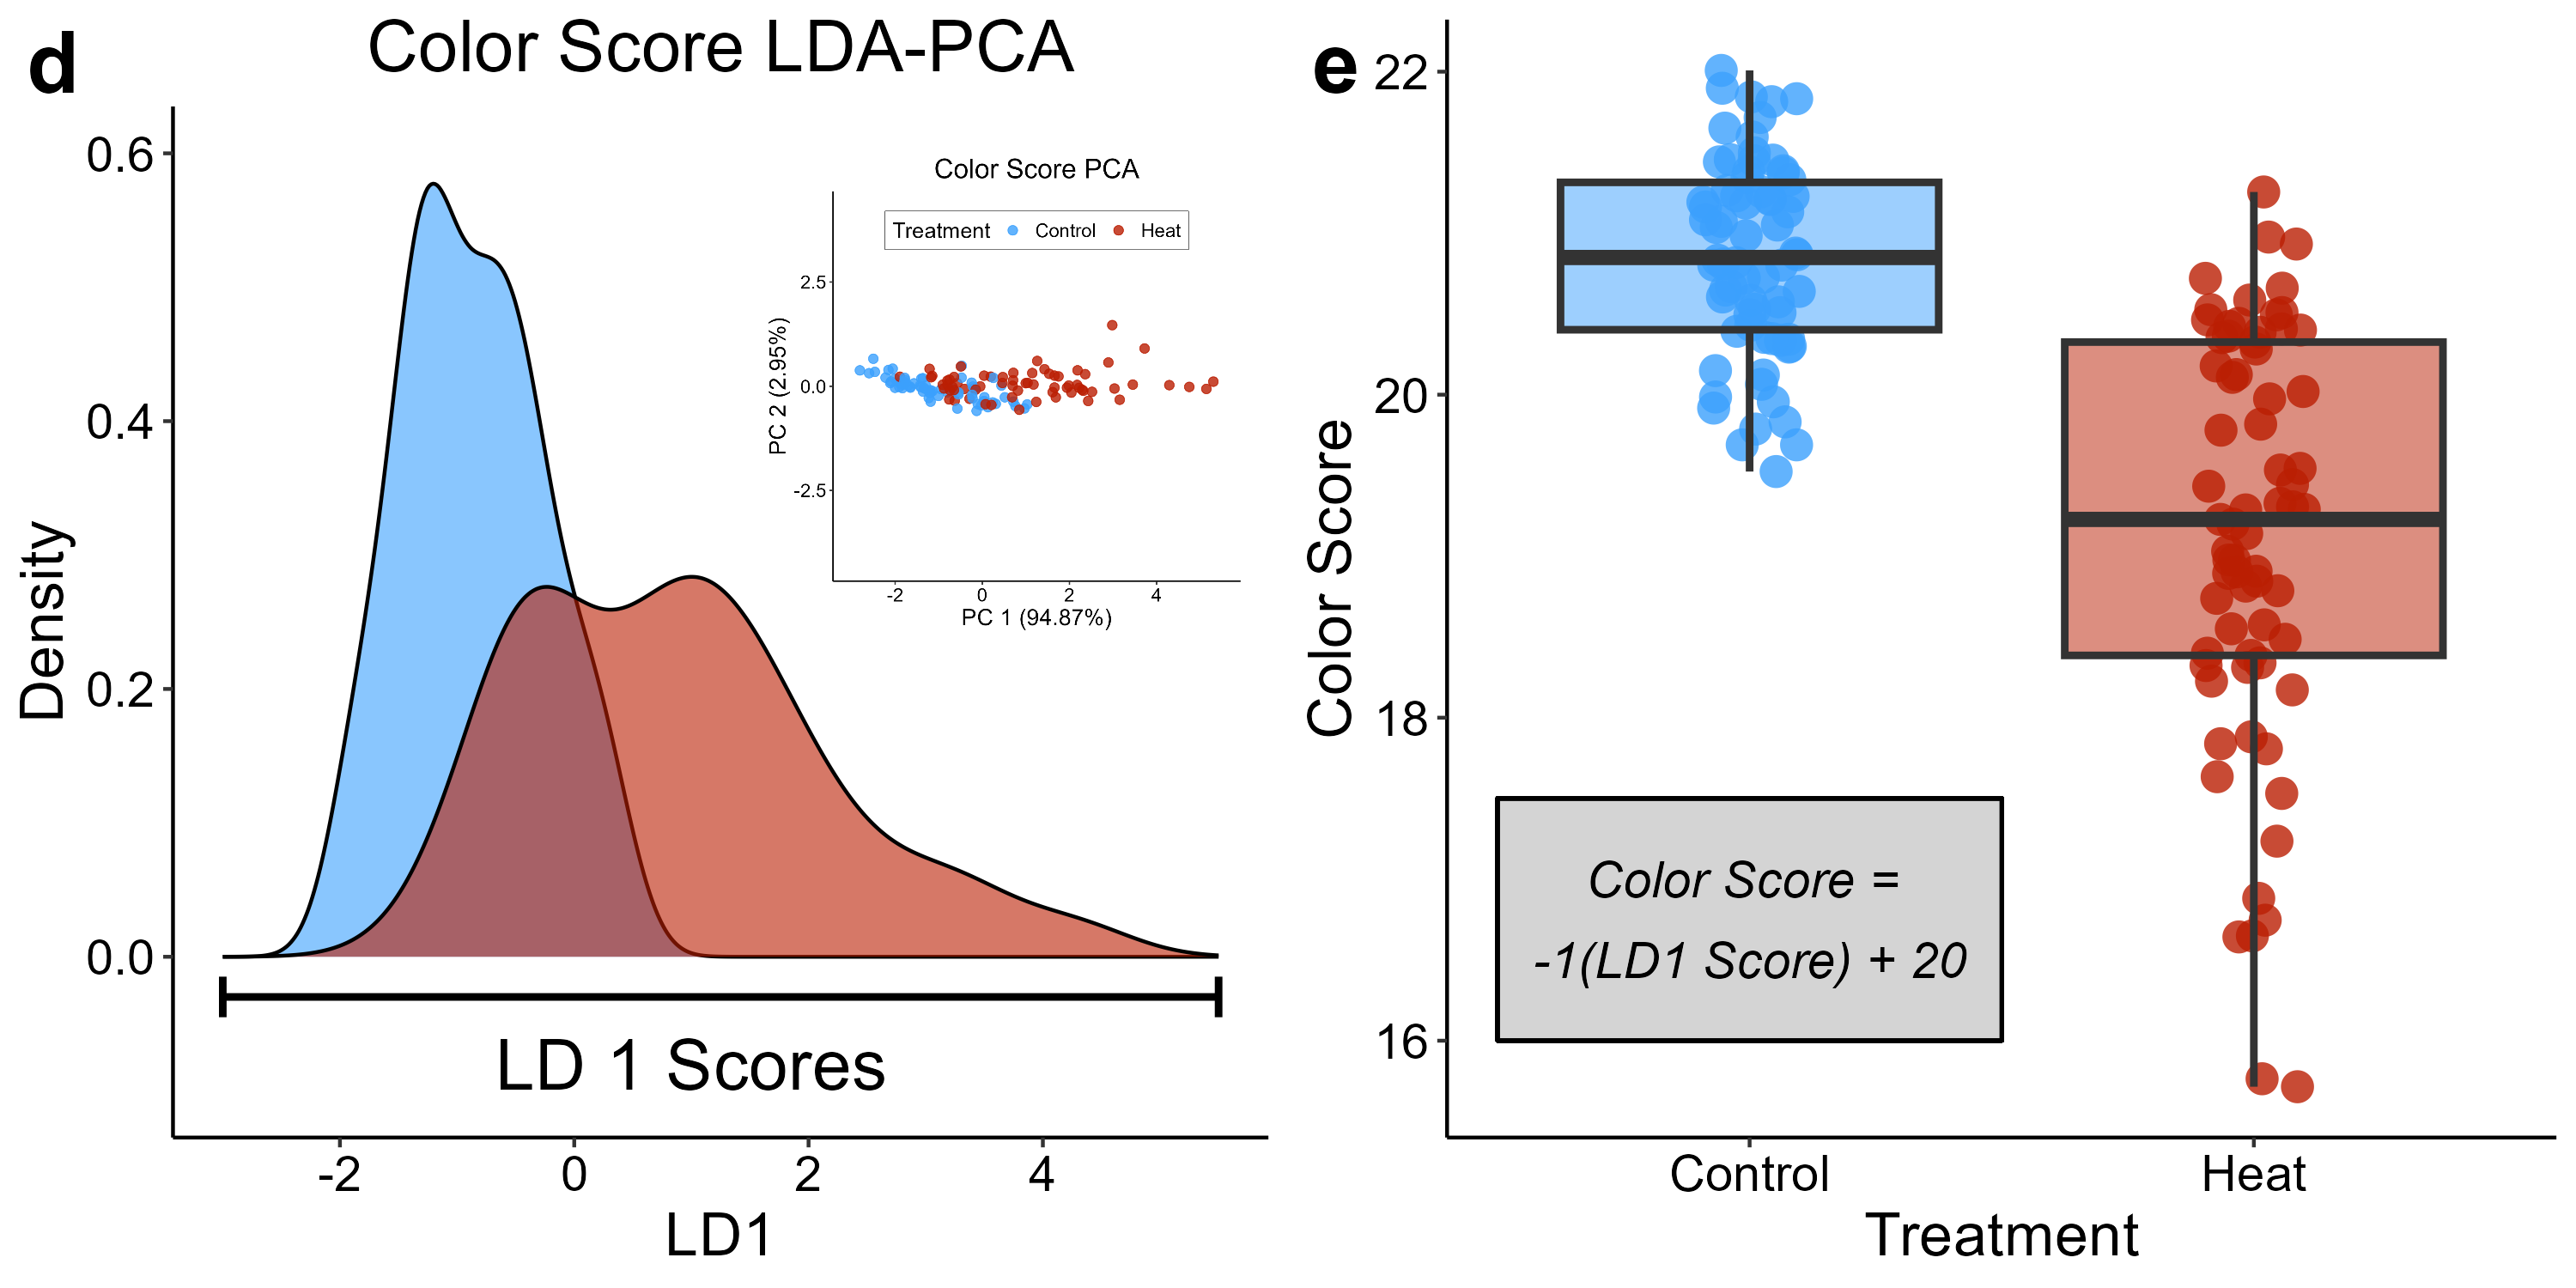 d
Color Score LDA-PCA
Density
0.6
0.4
0.2
0.0
Color Score PCA
Treatment Control Heat
PC 2 (2.95%)
2.5
0.0
-2.5
-2 0 2 4
PC 1 (94.87%)
LD 1 Scores
-2 0 2 4
LD1
e
Color Score
22
20
18
16
Color Score =
-1(LD1 Score) + 20
Control Heat
Treatment